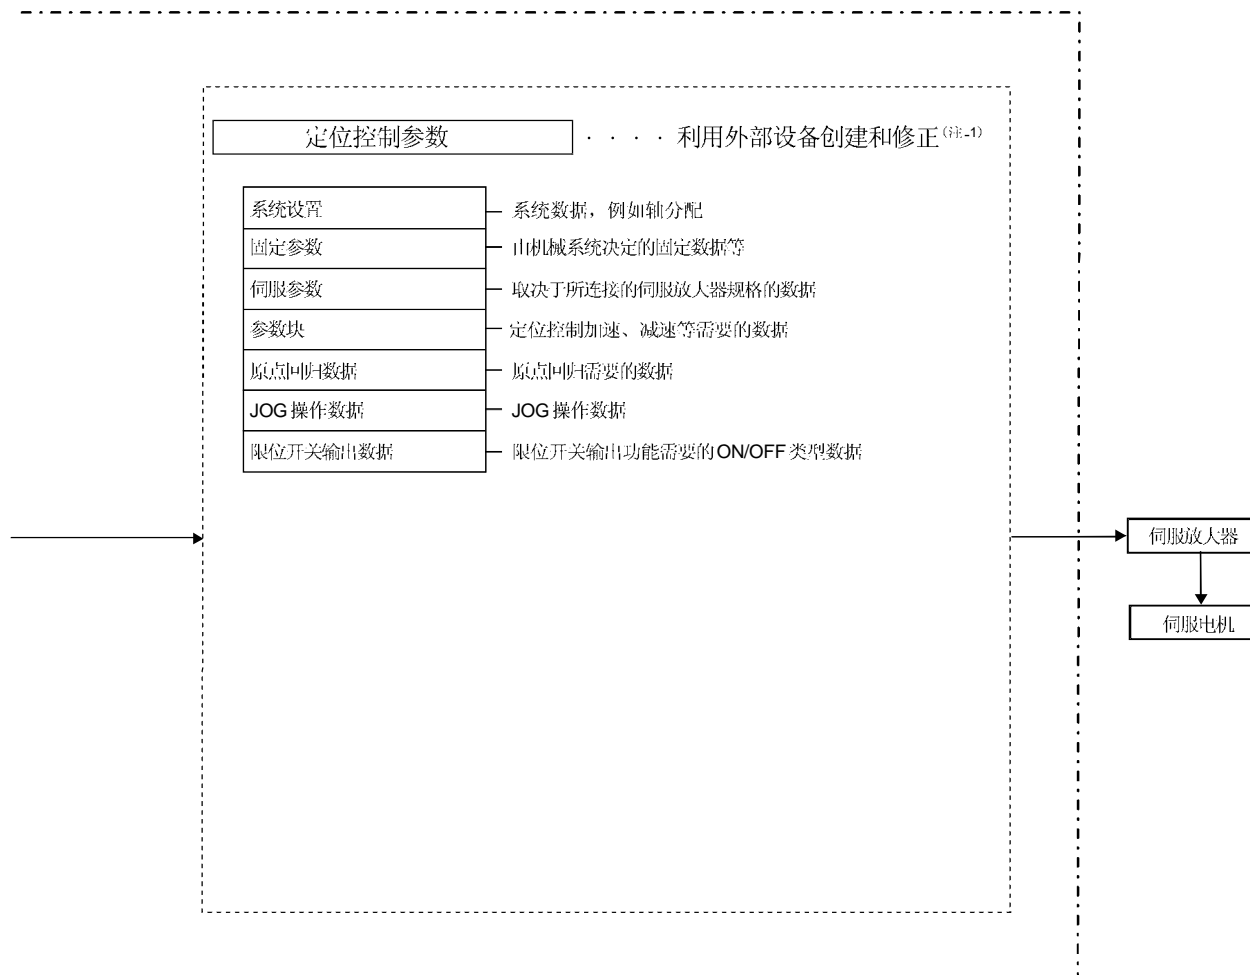 定位控制参数 · · · · 利用外部设备创建和修正(注-1)
系统设置 系统数据，例如轴分配
固定参数 由机械系统决定的固定数据等
伺服参数 取决于所连接的伺服放大器规格的数据
参数块 定位控制加速、减速等需要的数据
原点回归数据 原点回归需要的数据
JOG 操作数据 JOG 操作数据
限位开关输出数据 限位开关输出功能需要的 ON/OFF 类型数据
伺服放大器
伺服电机